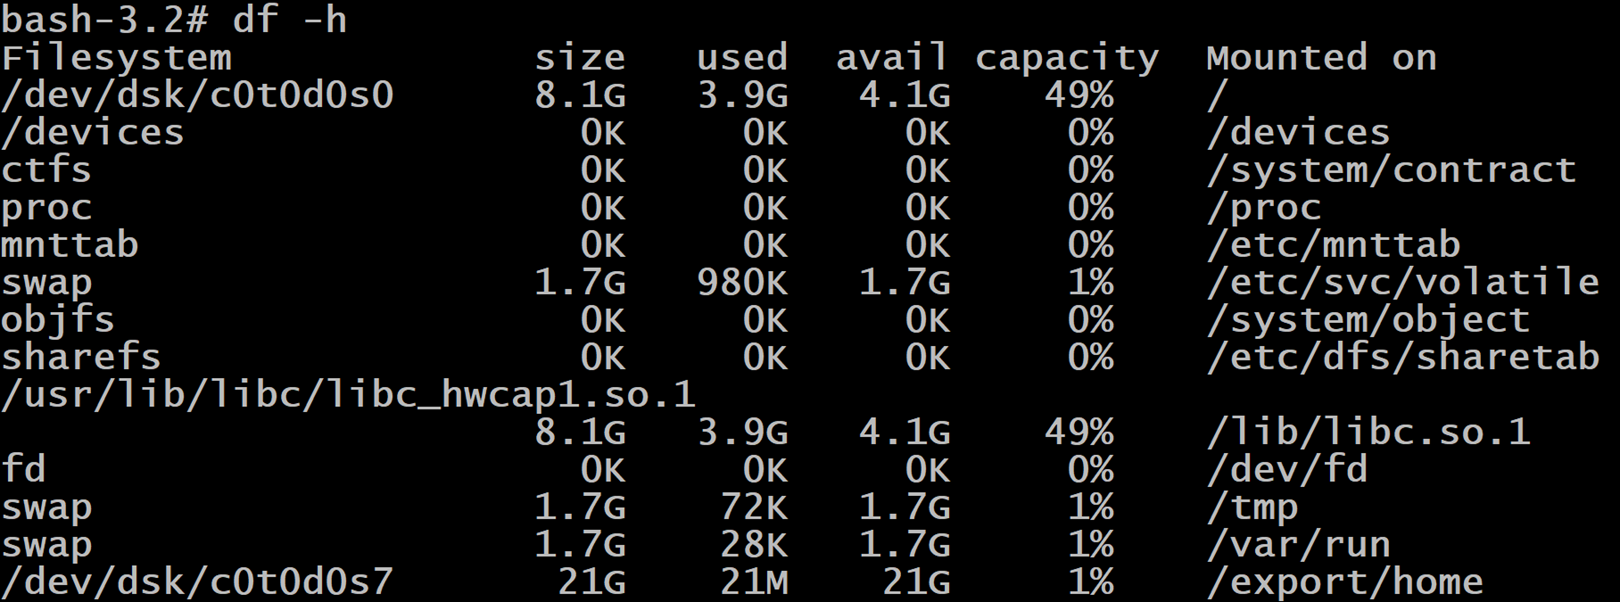 bash-3.2# df -h
Filesystem size used avail capacity Mounted on
/dev/dsk/c0t0d0s0 8.1G 3.9G 4.1G 49% /
/devices 0K 0K 0K 0% /devices
ctfs 0K 0K 0K 0% /system/contract
proc 0K 0K 0K 0% /proc
mnttab 0K 0K 0K 0% /etc/mnttab
swap 1.7G 980K 1.7G 1% /etc/svc/volatile
objfs 0K 0K 0K 0% /system/object
sharefs 0K 0K 0K 0% /etc/dfs/sharetab
/usr/lib/libc/libc_hwcap1.so.1
8.1G 3.9G 4.1G 49% /lib/libc.so.1
fd 0K 0K 0K 0% /dev/fd
swap 1.7G 72K 1.7G 1% /tmp
swap 1.7G 28K 1.7G 1% /var/run
/dev/dsk/c0t0d0s7 21G 21M 21G 1% /export/home